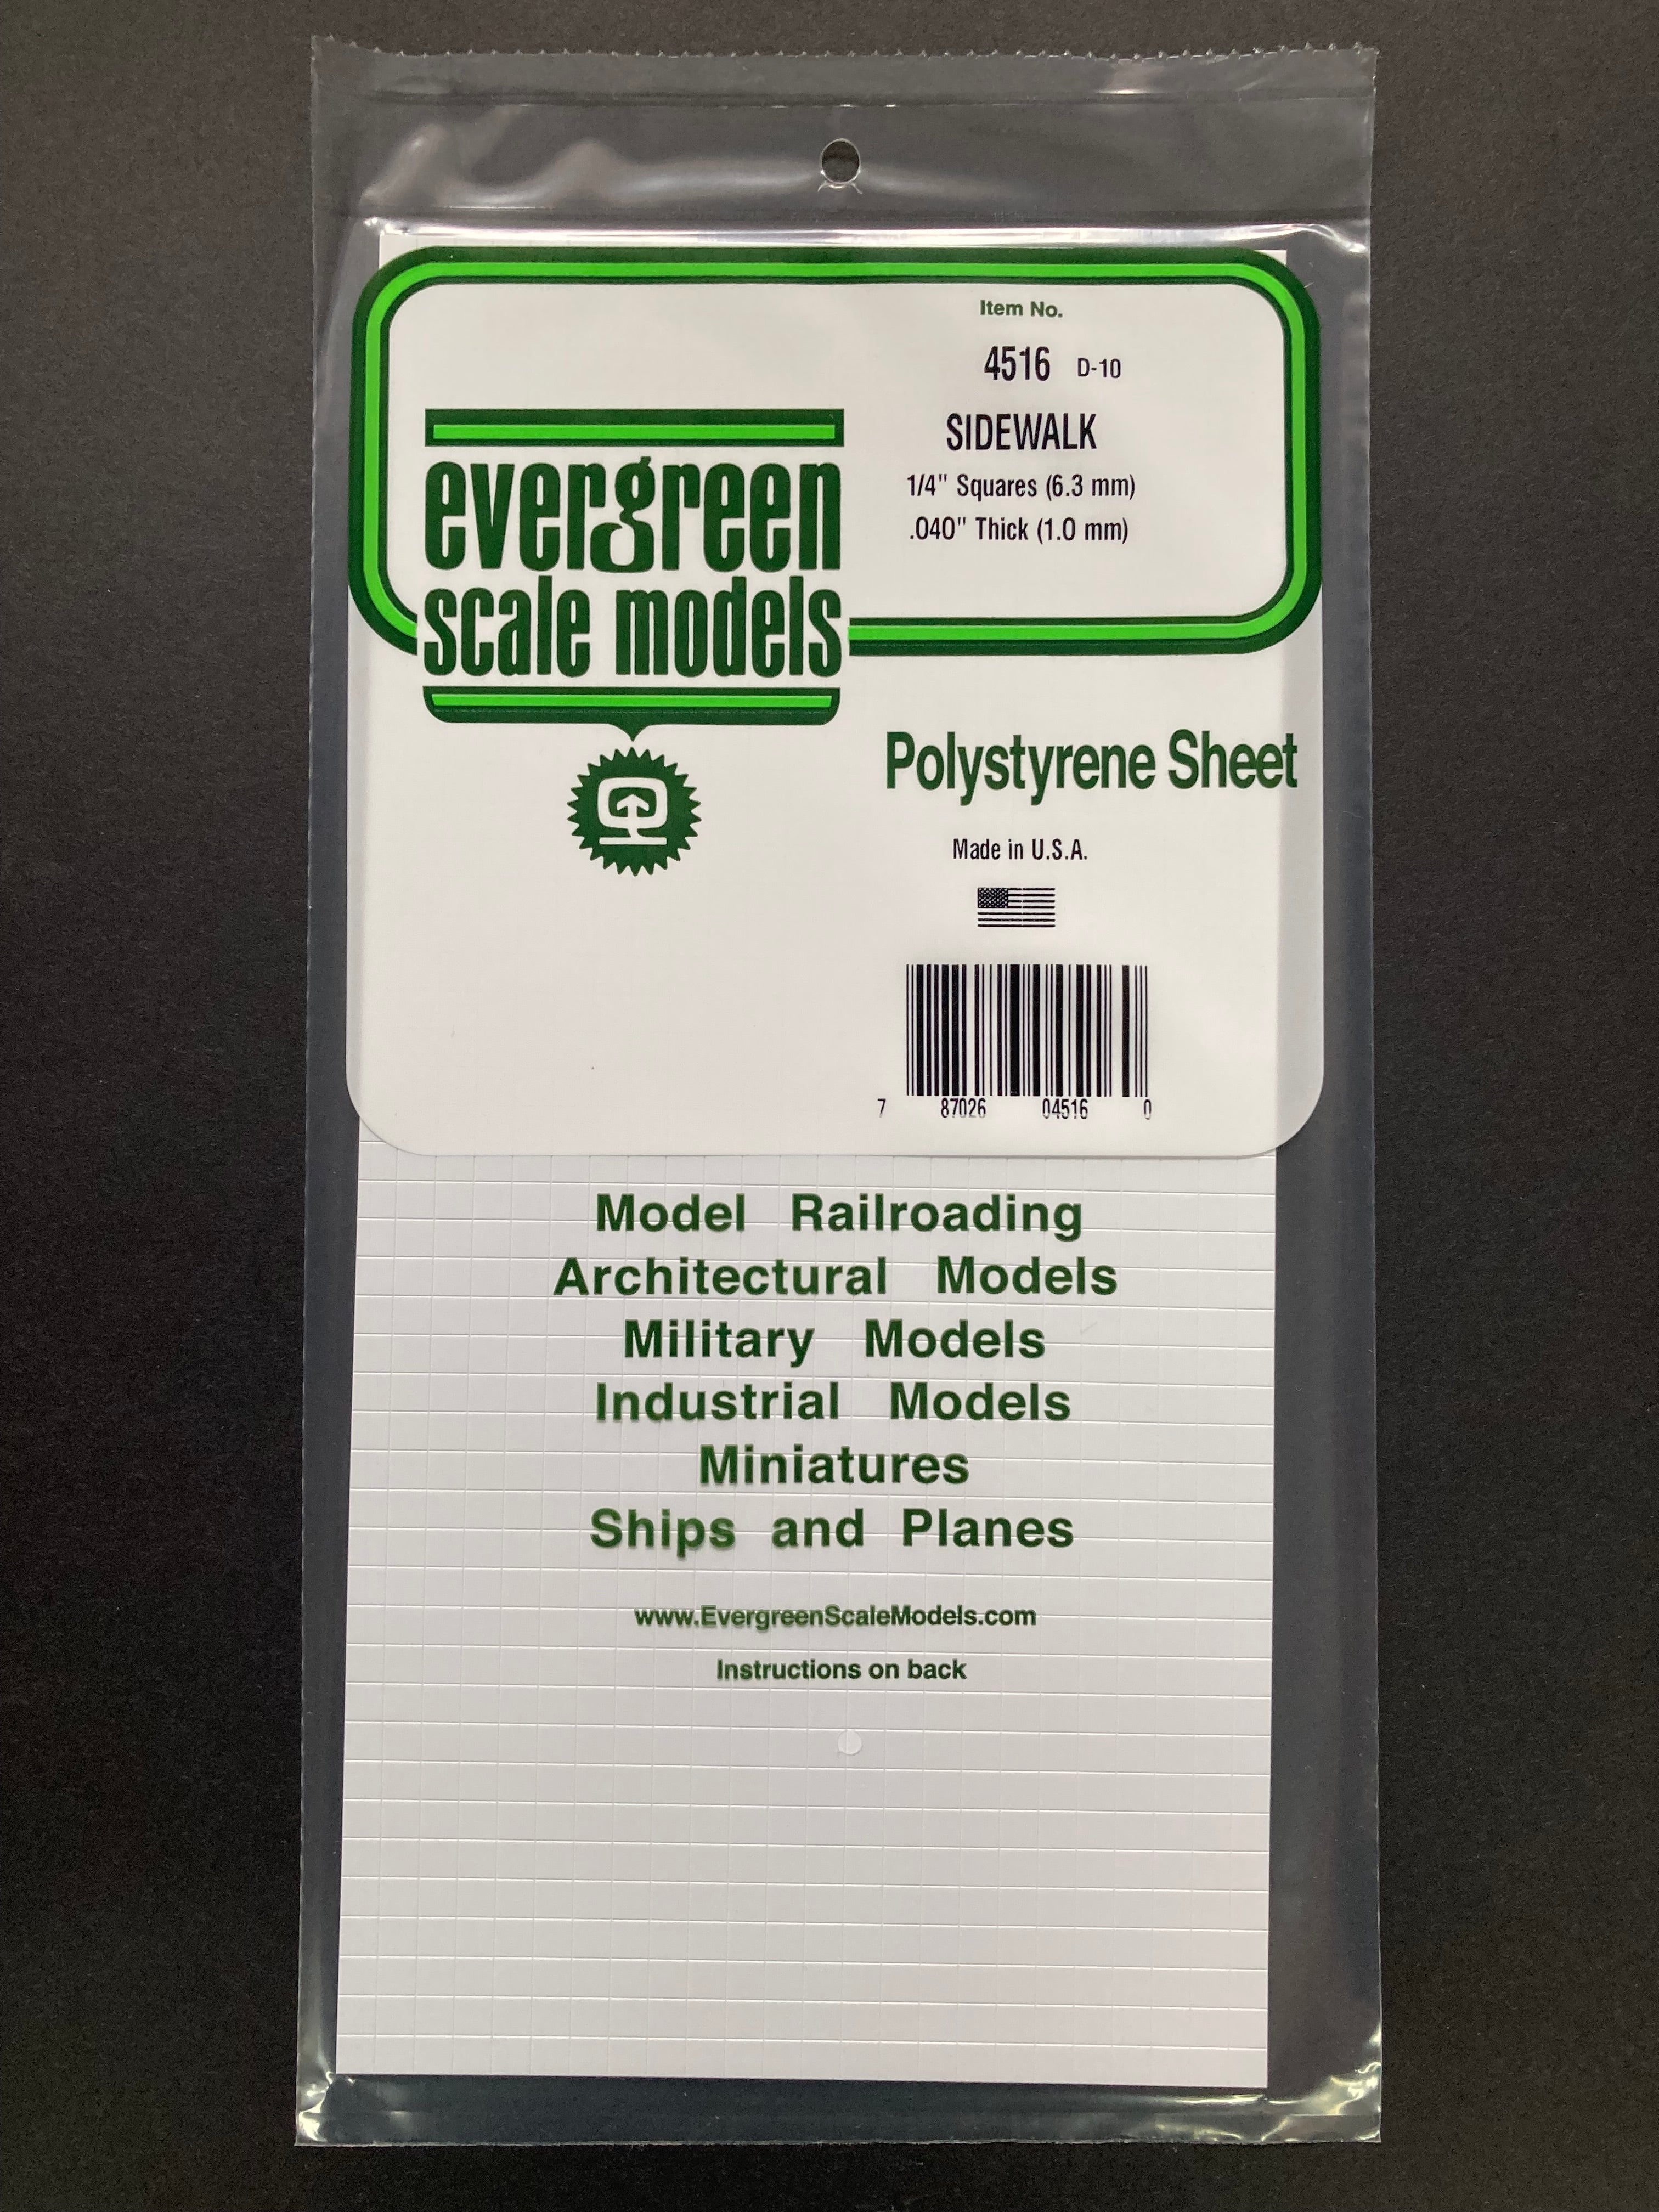 Item No.
4516 D-10
SIDEWALK
1/4" Squares (6.3 mm)
.040" Thick (1.0 mm)
evergreen
scale models
Polystyrene Sheet
Made in U.S.A.
7 87026 04516 0
Model Railroading
Architectural Models
Military Models
Industrial Models
Miniatures
Ships and Planes
www.EvergreenScaleModels.com
Instructions on back